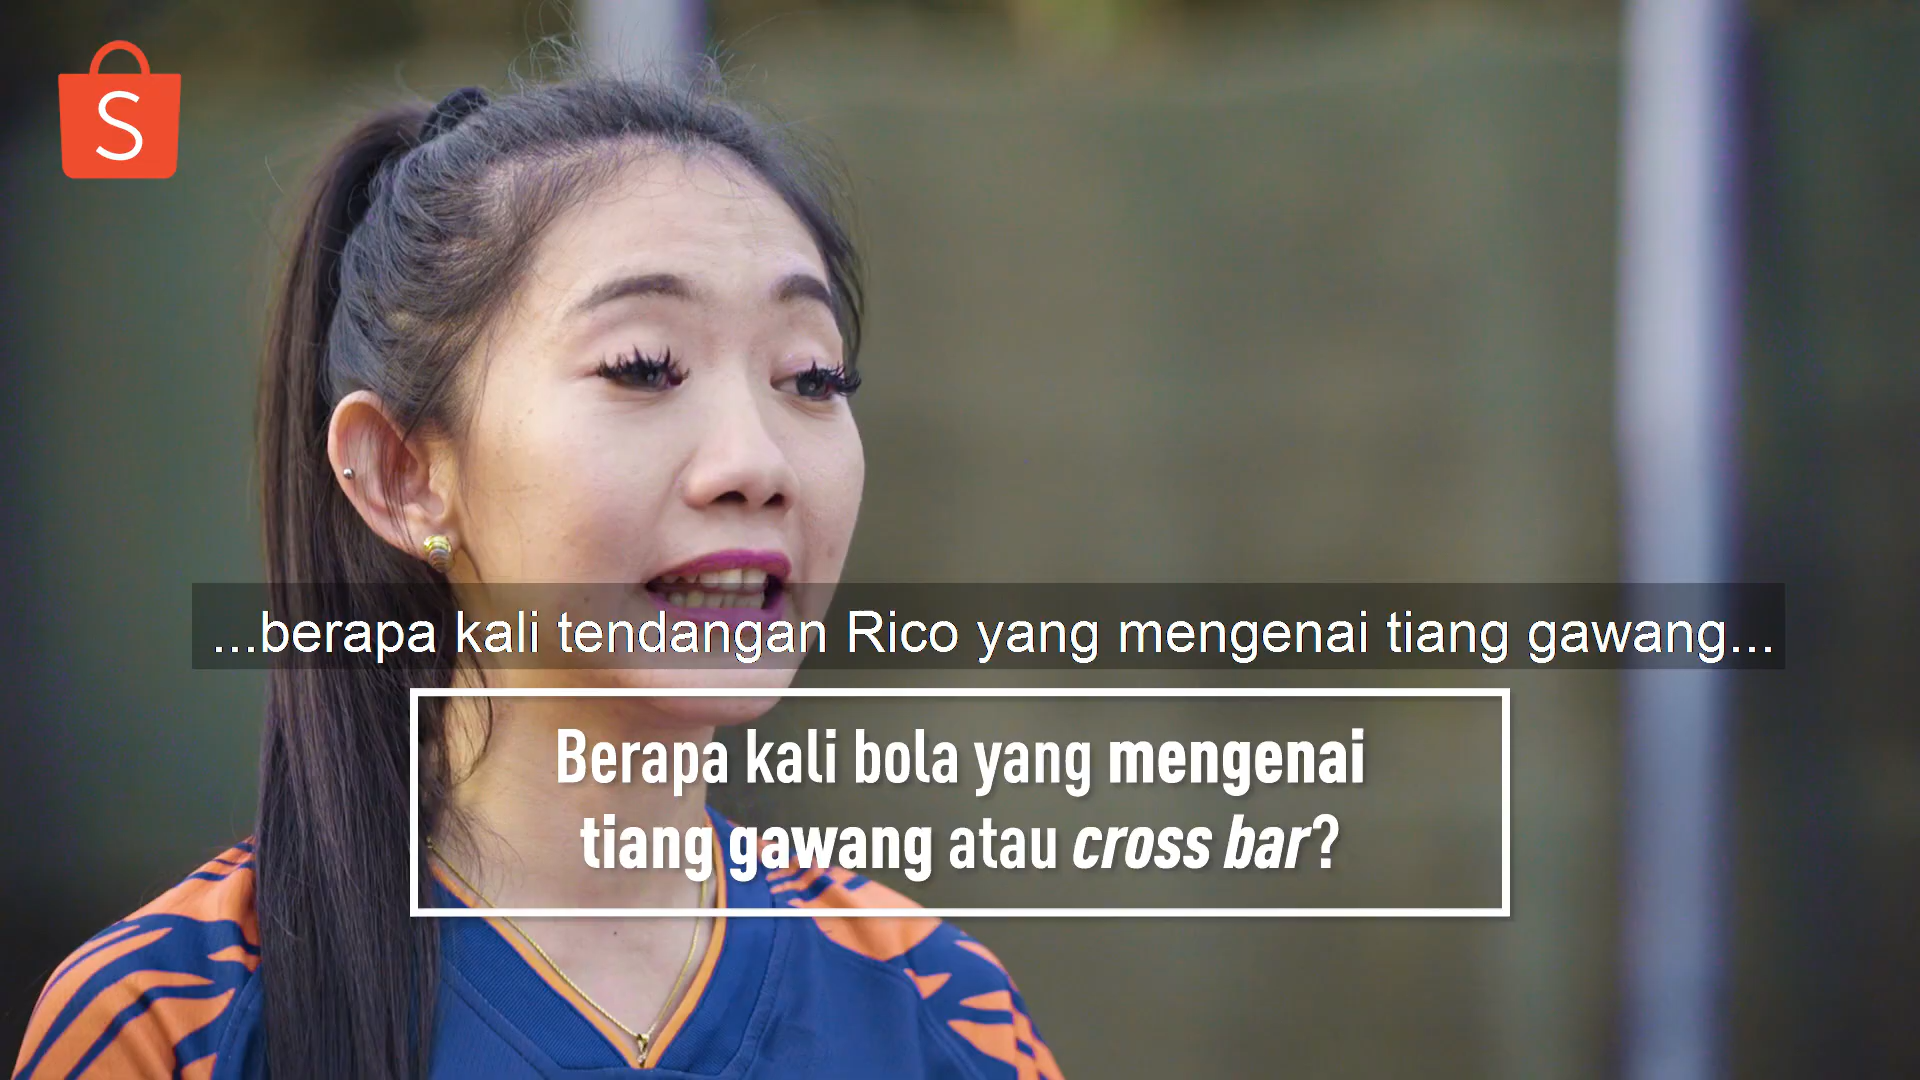 S
...berapa kali tendangan Rico yang mengenai tiang gawang...
Berapa kali bola yang mengenai
tiang gawang atau cross bar?